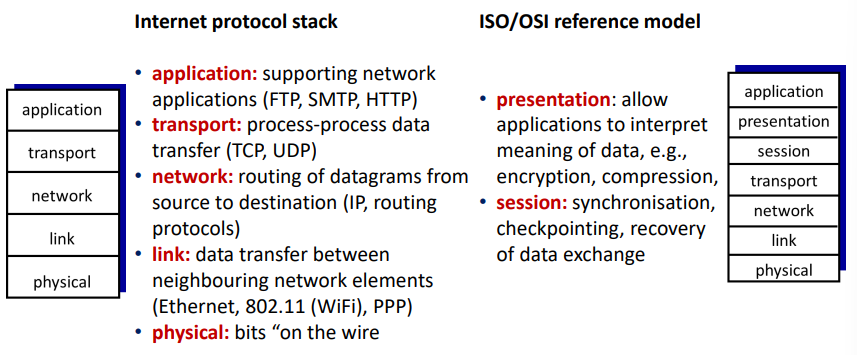 Internet protocol stack
application
transport
network
link
physical
• application: supporting network
applications (FTP, SMTP, HTTP)
• transport: process-process data
transfer (TCP, UDP)
• network: routing of datagrams from
source to destination (IP, routing
protocols)
• link: data transfer between
neighbouring network elements
(Ethernet, 802.11 (WiFi), PPP)
• physical: bits “on the wire
ISO/OSI reference model
• presentation: allow
applications to interpret
meaning of data, e.g.,
encryption, compression,
• session: synchronisation,
checkpointing, recovery
of data exchange
application
presentation
session
transport
network
link
physical